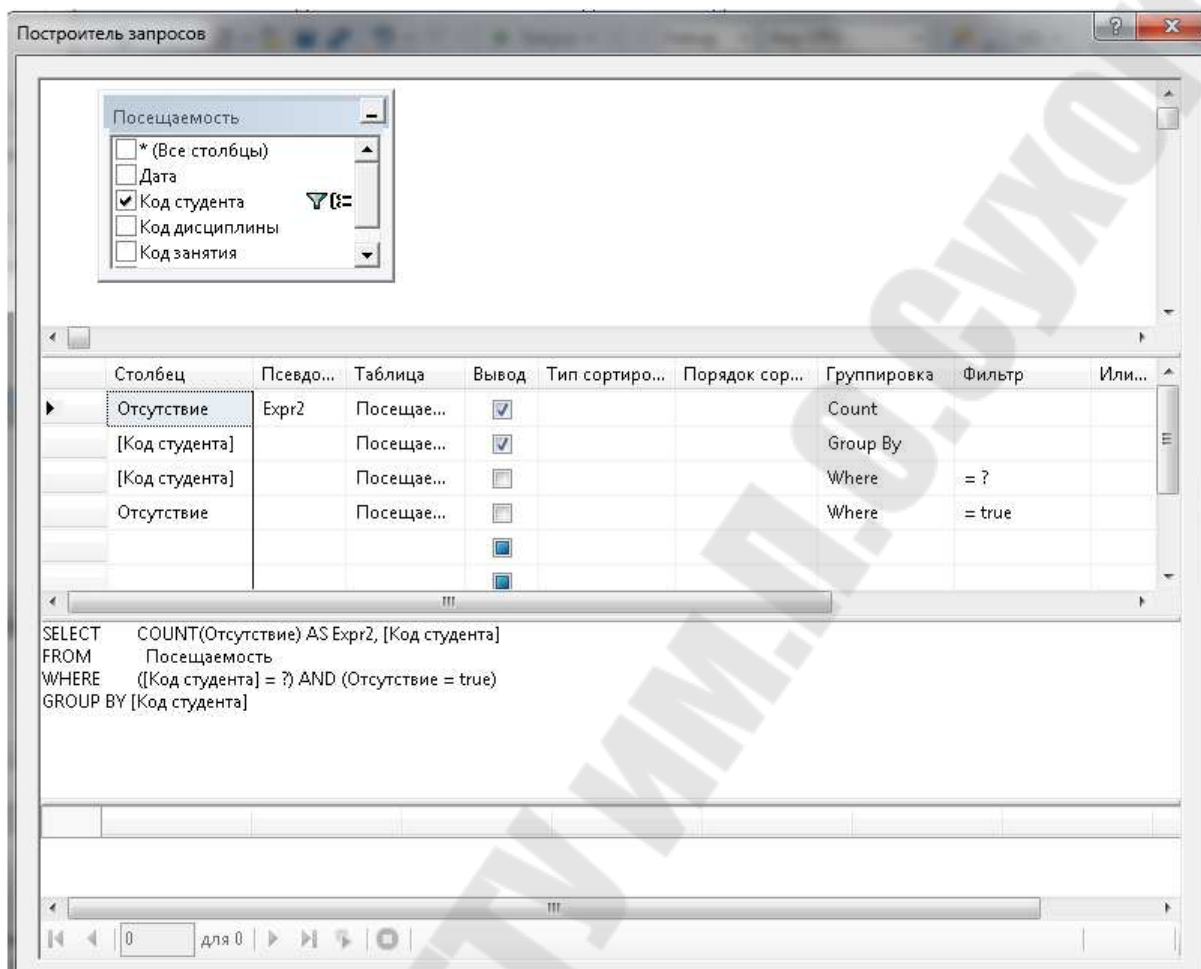 Построитель запросов
Посещаемость
* (Все столбцы)
Дата
Код студента
Код дисциплины
Код занятия
Столбец Псевдо... Таблица Вывод Тип сортиро... Порядок сор... Группировка Фильтр Или...
Отсутствие Expr2 Посещае... Count
[Код студента] Посещае... Group By
[Код студента] Посещае... Where = ?
Отсутствие Посещае... Where = true
SELECT COUNT(Отсутствие) AS Expr2, [Код студента]
FROM Посещаемость
WHERE ([Код студента] = ?) AND (Отсутствие = true)
GROUP BY [Код студента]
0 для 0
ТУ ИМ.П.О.СУХО